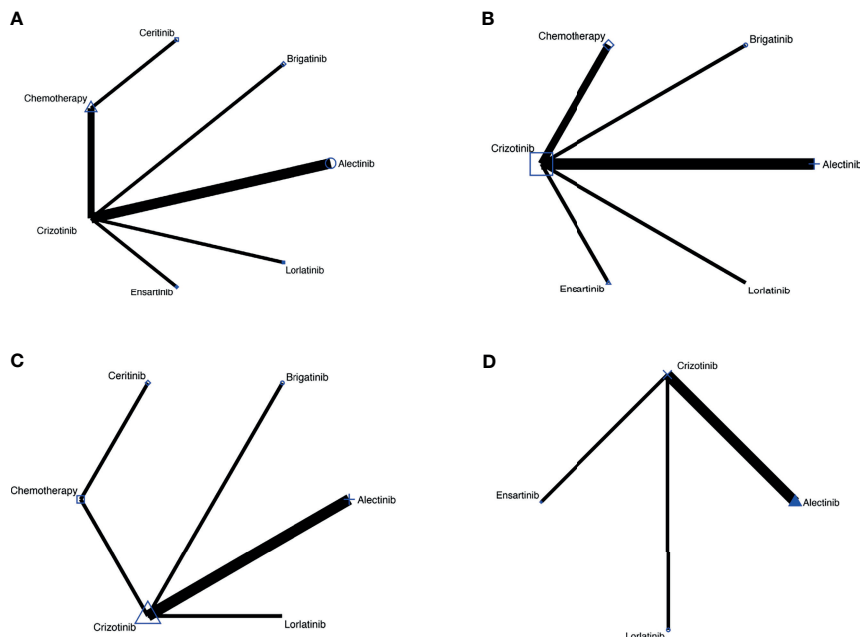 A
Ceritinib
Brigatinib
Chemotherapy
Alectinib
Crizotinib
Lorlatinib
Ensartinib
B
Chemotherapy
Brigatinib
Crizotinib
Alectinib
Encartinib
Lorlatinib
C
Ceritinib
Brigatinib
Chemotherapy
Alectinib
Crizotinib
Lorlatinib
D
Crizotinib
Ensartinib
Alectinib
Lorlatinib